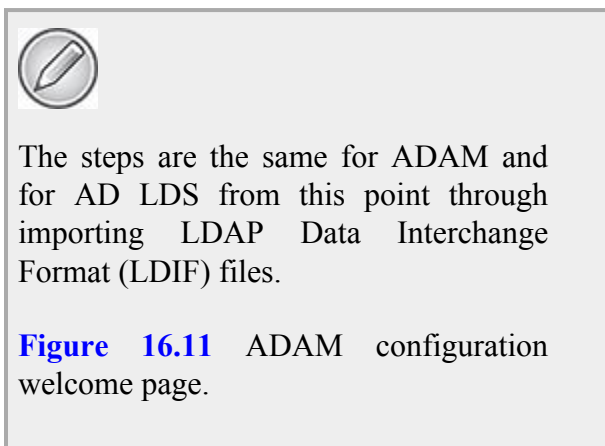 The steps are the same for ADAM and
for AD LDS from this point through
importing LDAP Data Interchange
Format (LDIF) files.
Figure 16.11 ADAM configuration
welcome page.